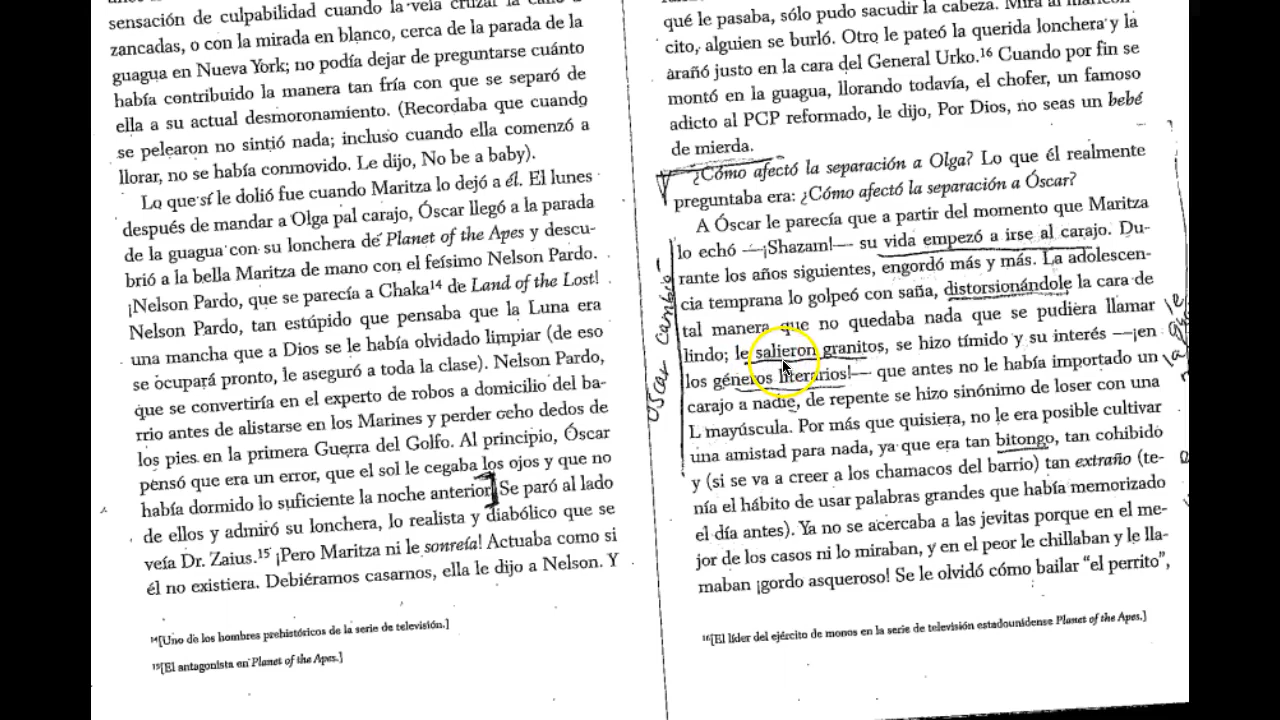 sensación de culpabilidad cuando la veía cruzar la
zancadas, o con la mirada en blanco, cerca de la parada de la
guagua en Nueva York; no podía dejar de preguntarse cuánto
había contribuido la manera tan fría con que se separó de
ella a su actual desmoronamiento. (Recordaba que cuando
se pelearon no sintió nada; incluso cuando ella comenzó a
llorar, no se había conmovido. Le dijo, No be a baby).
Lo que sí le dolió fue cuando Maritza lo dejó a él. El lunes
después de mandar a Olga pal carajo, Óscar llegó a la parada
de la guagua con su lonchera de Planet of the Apes y descu-
brió a la bella Maritza de mano con el feísimo Nelson Pardo.
¡Nelson Pardo, que se parecía a Chaka14 de Land of the Lost!
Nelson Pardo, tan estúpido que pensaba que la Luna era
una mancha que a Dios se le había olvidado limpiar (de eso
se ocupará pronto, le aseguró a toda la clase). Nelson Pardo,
que se convertiría en el experto de robos a domicilio del ba-
rrio antes de alistarse en los Marines y perder ocho dedos de
los pies en la primera Guerra del Golfo. Al principio, Óscar
pensó que era un error, que el sol le cegaba los ojos y que no
había dormido lo suficiente la noche anterior. Se paró al lado
de ellos y admiró su lonchera, lo realista y diabólico que se
veía Dr. Zaius.15 ¡Pero Maritza ni le sonreía! Actuaba como si
él no existiera. Debiéramos casarnos, ella le dijo a Nelson. Y
14[Uno de los hombres prehistóricos de la serie de televisión.]
15[El antagonista en Planet of the Apes.]
qué le pasaba, sólo pudo sacudir la cabeza. Mira al maricon-
cito, alguien se burló. Otro le pateó la querida lonchera y la
arañó justo en la cara del General Urko.16 Cuando por fin se
montó en la guagua, llorando todavía, el chofer, un famoso
adicto al PCP reformado, le dijo, Por Dios, no seas un bebé
de mierda.
¿Cómo afectó la separación a Olga? Lo que él realmente
preguntaba era: ¿Cómo afectó la separación a Óscar?
A Óscar le parecía que a partir del momento que Maritza
lo echó —¡Shazam!— su vida empezó a irse al carajo. Du-
rante los años siguientes, engordó más y más. La adolescen-
cia temprana lo golpeó con saña, distorsionándole la cara de
tal manera que no quedaba nada que se pudiera llamar
lindo; le salieron granitos, se hizo tímido y su interés —¡en
los géneros literarios!— que antes no le había importado un
carajo a nadie, de repente se hizo sinónimo de loser con una
L mayúscula. Por más que quisiera, no le era posible cultivar
una amistad para nada, ya que era tan bitongo, tan cohibido
y (si se va a creer a los chamacos del barrio) tan extraño (te-
nía el hábito de usar palabras grandes que había memorizado
el día antes). Ya no se acercaba a las jevitas porque en el me-
jor de los casos ni lo miraban, y en el peor le chillaban y le lla-
maban ¡gordo asqueroso! Se le olvidó cómo bailar "el perrito",
16[El líder del ejército de monos en la serie de televisión estadounidense Planet of the Apes.]
Oscar cambió!